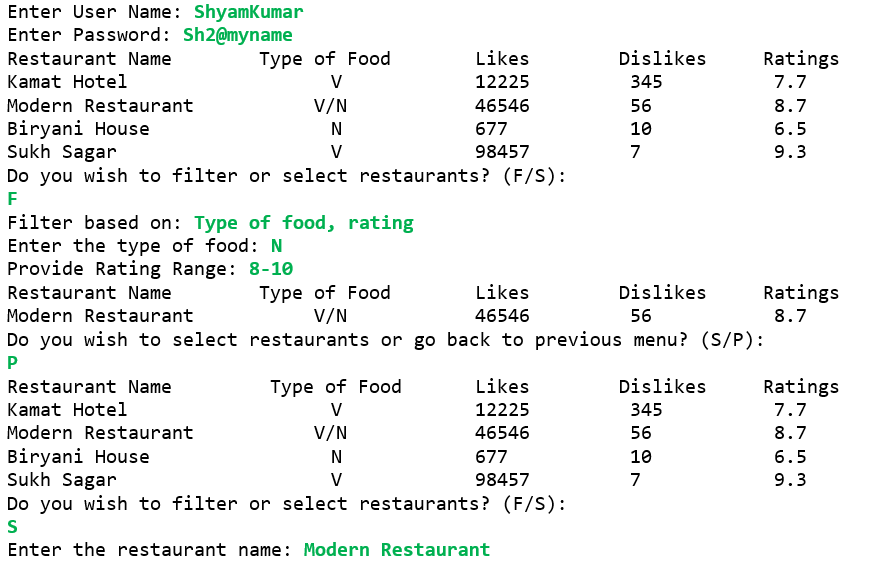 Enter User Name: ShyamKumar
Enter Password: Sh2@myname
Restaurant Name Type of Food Likes Dislikes Ratings
Kamat Hotel V 12225 345 7.7
Modern Restaurant V/N 46546 56 8.7
Biryani House N 677 10 6.5
Sukh Sagar V 98457 7 9.3
Do you wish to filter or select restaurants? (F/S):
F
Filter based on: Type of food, rating
Enter the type of food: N
Provide Rating Range: 8-10
Restaurant Name Type of Food Likes Dislikes Ratings
Modern Restaurant V/N 46546 56 8.7
Do you wish to select restaurants or go back to previous menu? (S/P):
P
Restaurant Name Type of Food Likes Dislikes Ratings
Kamat Hotel V 12225 345 7.7
Modern Restaurant V/N 46546 56 8.7
Biryani House N 677 10 6.5
Sukh Sagar V 98457 7 9.3
Do you wish to filter or select restaurants? (F/S):
S
Enter the restaurant name: Modern Restaurant